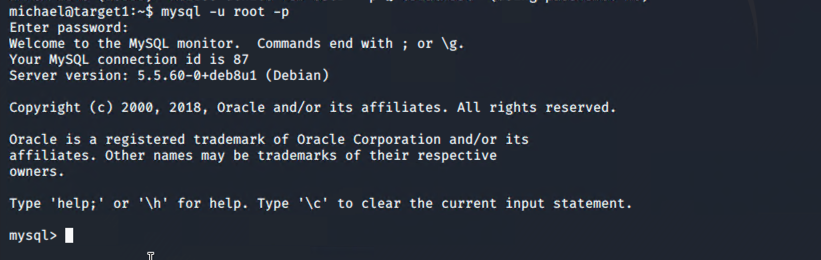 michael@target1:~$ mysql -u root -p
Enter password:
Welcome to the MySQL monitor.  Commands end with ; or \g.
Your MySQL connection id is 87
Server version: 5.5.60-0+deb8u1 (Debian)
Copyright (c) 2000, 2018, Oracle and/or its affiliates. All rights reserved.
Oracle is a registered trademark of Oracle Corporation and/or its
affiliates. Other names may be trademarks of their respective
owners.
Type 'help;' or '\h' for help. Type '\c' to clear the current input statement.
mysql>